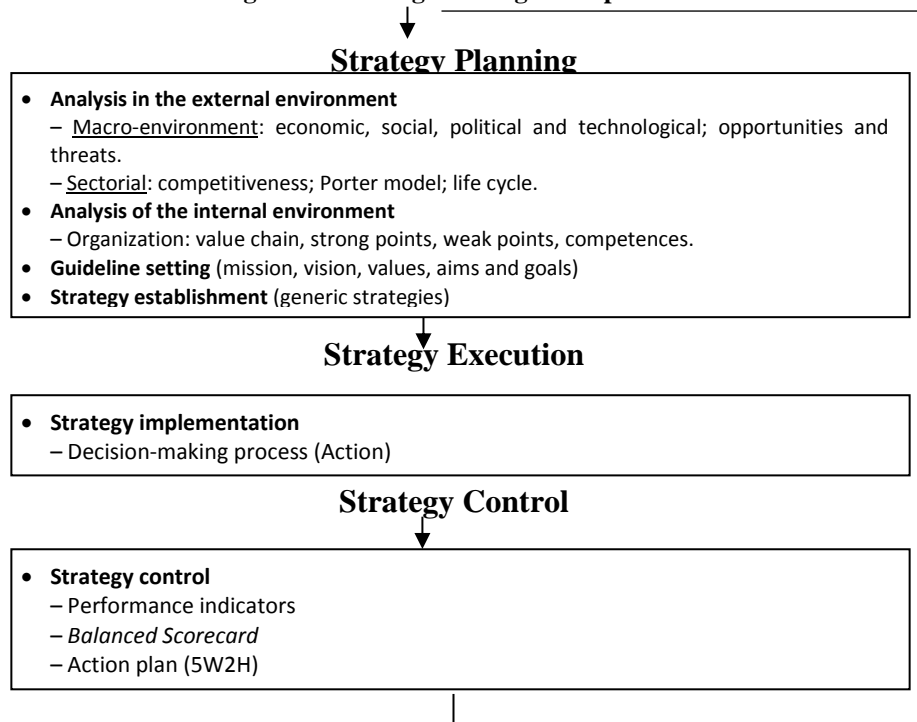 Strategy Planning
• Analysis in the external environment
– Macro-environment: economic, social, political and technological; opportunities and
threats.
– Sectorial: competitiveness; Porter model; life cycle.
• Analysis of the internal environment
– Organization: value chain, strong points, weak points, competences.
• Guideline setting (mission, vision, values, aims and goals)
• Strategy establishment (generic strategies)
Strategy Execution
• Strategy implementation
– Decision-making process (Action)
Strategy Control
• Strategy control
– Performance indicators
– Balanced Scorecard
– Action plan (5W2H)